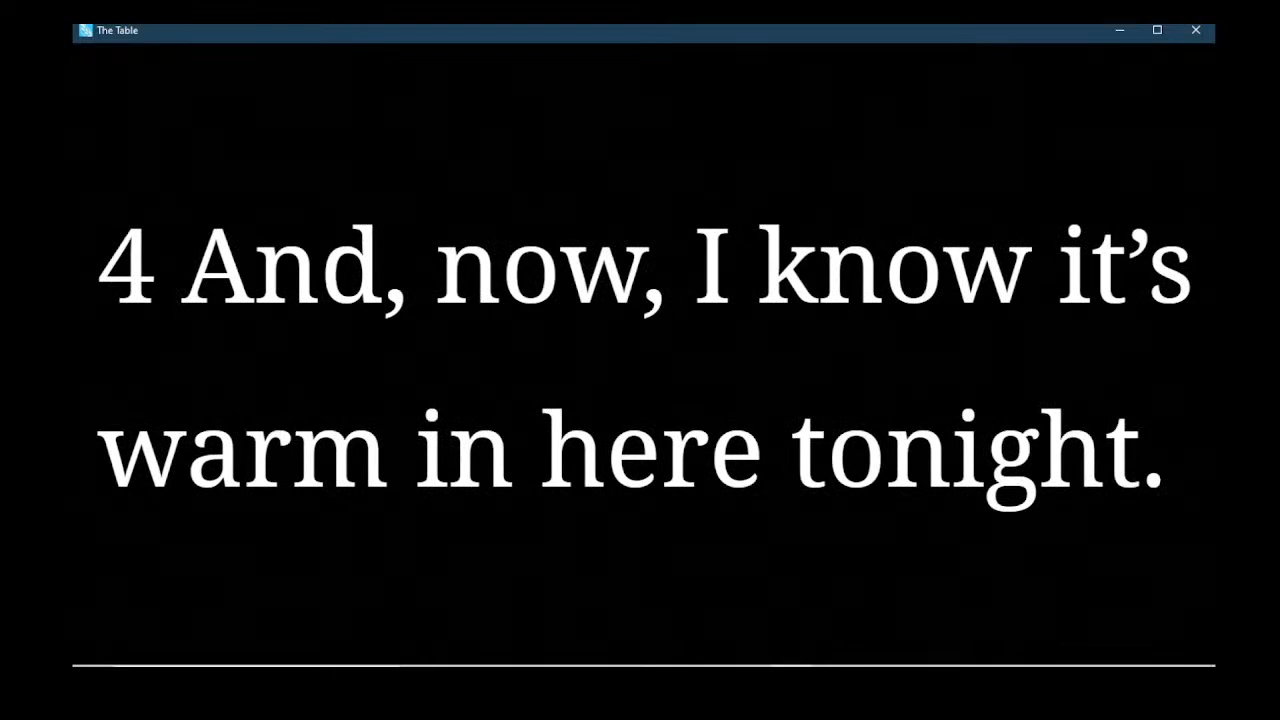 The Table
4 And, now, I know it’s
warm in here tonight.